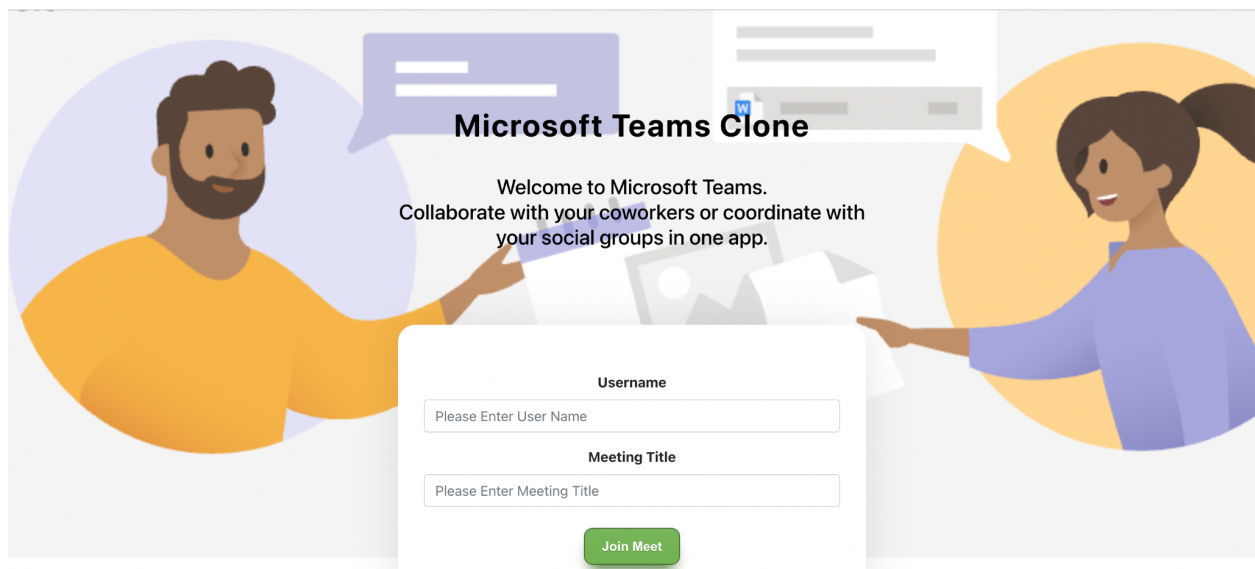 W
Microsoft Teams Clone
Welcome to Microsoft Teams.
Collaborate with your coworkers or coordinate with
your social groups in one app.
Username
Please Enter User Name
Meeting Title
Please Enter Meeting Title
Join Meet